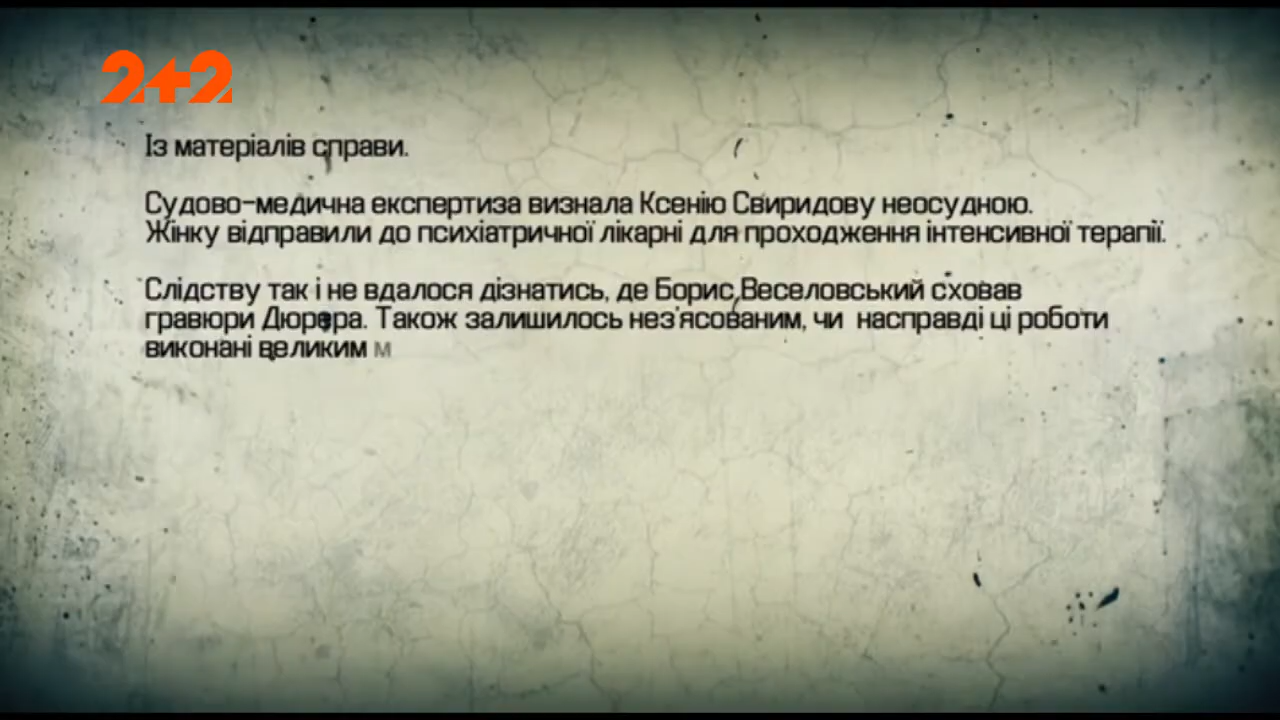 2+2
Із матеріалів справи.
Судово-медична експертиза визнала Ксенію Свиридову неосудною.
Жінку відправили до психіатричної лікарні для проходження інтенсивної терапії.
Слідству так і не вдалося дізнатись, де Борис Веселовський сховав
гравюри Дюрера. Також залишилось нез'ясованим, чи насправді ці роботи
виконані великим м